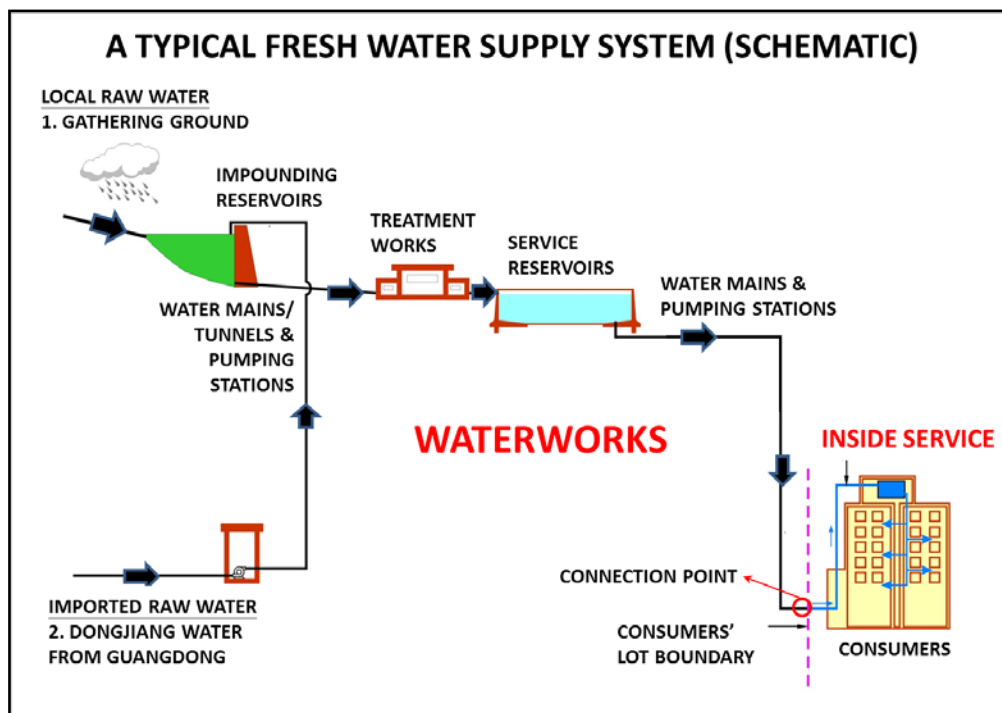 A TYPICAL FRESH WATER SUPPLY SYSTEM (SCHEMATIC)
LOCAL RAW WATER
1. GATHERING GROUND
IMPOUNDING
RESERVOIRS
TREATMENT
WORKS
SERVICE
RESERVOIRS
WATER MAINS &
PUMPING STATIONS
WATER MAINS/
TUNNELS &
PUMPING
STATIONS
WATERWORKS
INSIDE SERVICE
CONNECTION POINT
CONSUMERS'
LOT BOUNDARY
CONSUMERS
IMPORTED RAW WATER
2. DONGJIANG WATER
FROM GUANGDONG